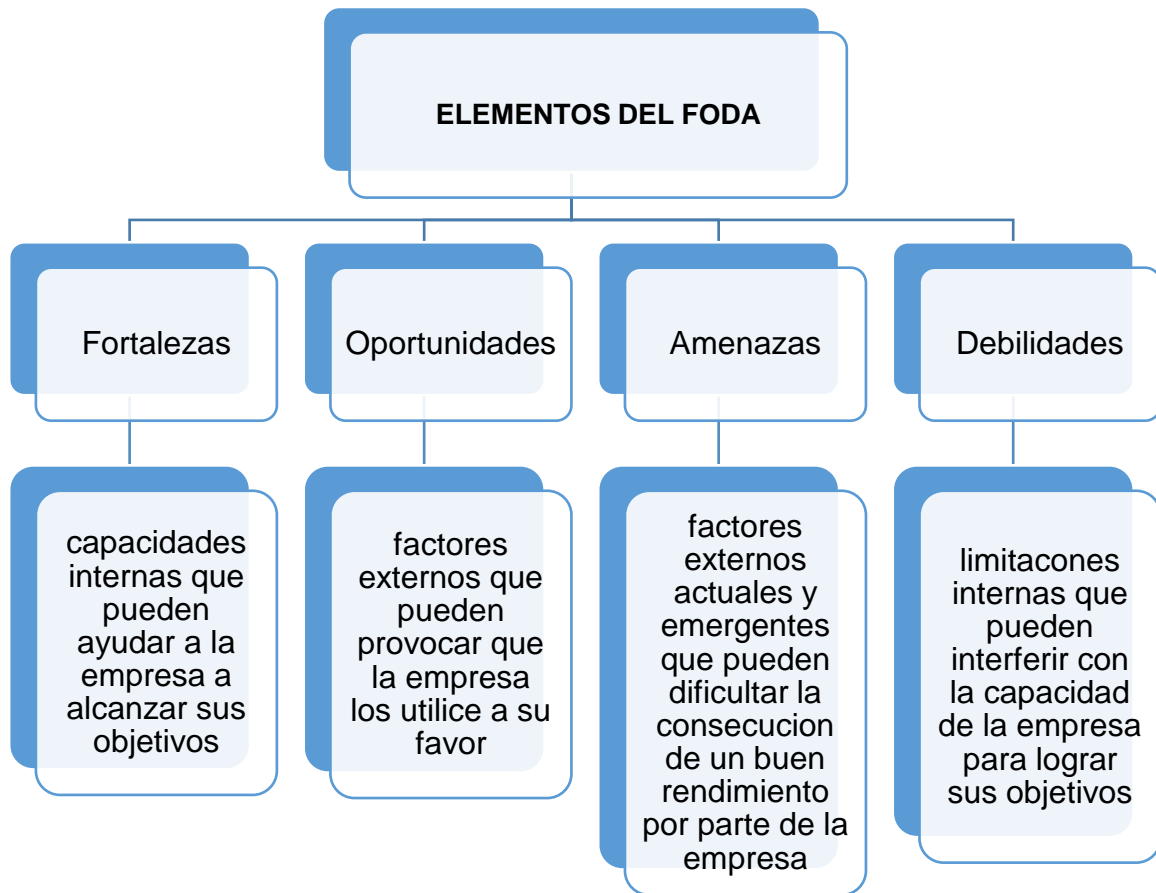 ELEMENTOS DEL FODA
Fortalezas
Oportunidades
Amenazas
Debilidades
capacidades
internas que
pueden
ayudar a la
empresa a
alcanzar sus
objetivos
factores
externos que
pueden
provocar que
la empresa
los utilice a su
favor
factores
externos
actuales y
emergentes
que pueden
dificultar la
consecucion
de un buen
rendimiento
por parte de la
empresa
limitacones
internas que
pueden
interferir con
la capacidad
de la empresa
para lograr
sus objetivos